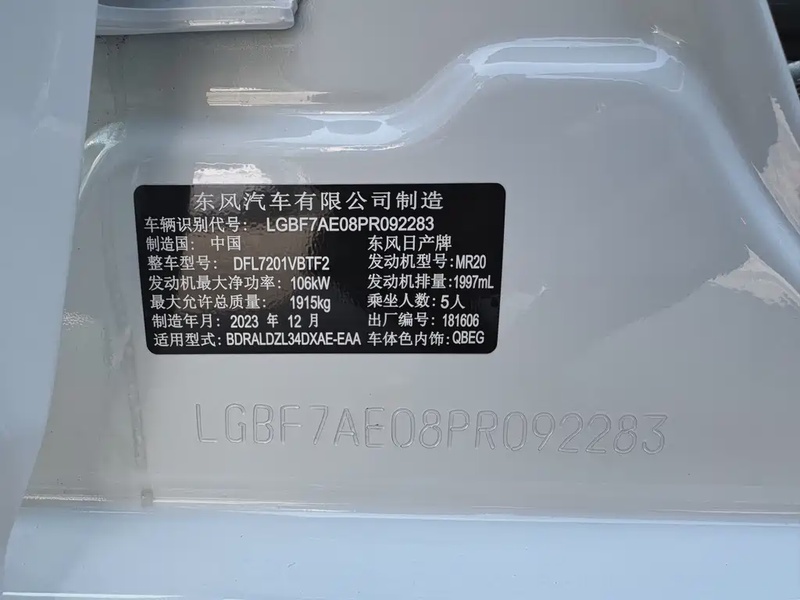 东风汽车有限公司制造
车辆识别代号: LGBF7AE08PR092283
制造国: 中国 东风日产牌
整车型号: DFL7201VBTF2 发动机型号:MR20
发动机最大净功率: 106kW 发动机排量:1997mL
最大允许总质量: 1915kg 乘坐人数:5人
制造年月: 2023 年 12 月 出厂编号: 181606
适用型式: BDRALDZL34DXAE-EAA 车体色内饰: QBEG
LGBF7AE08PR092283